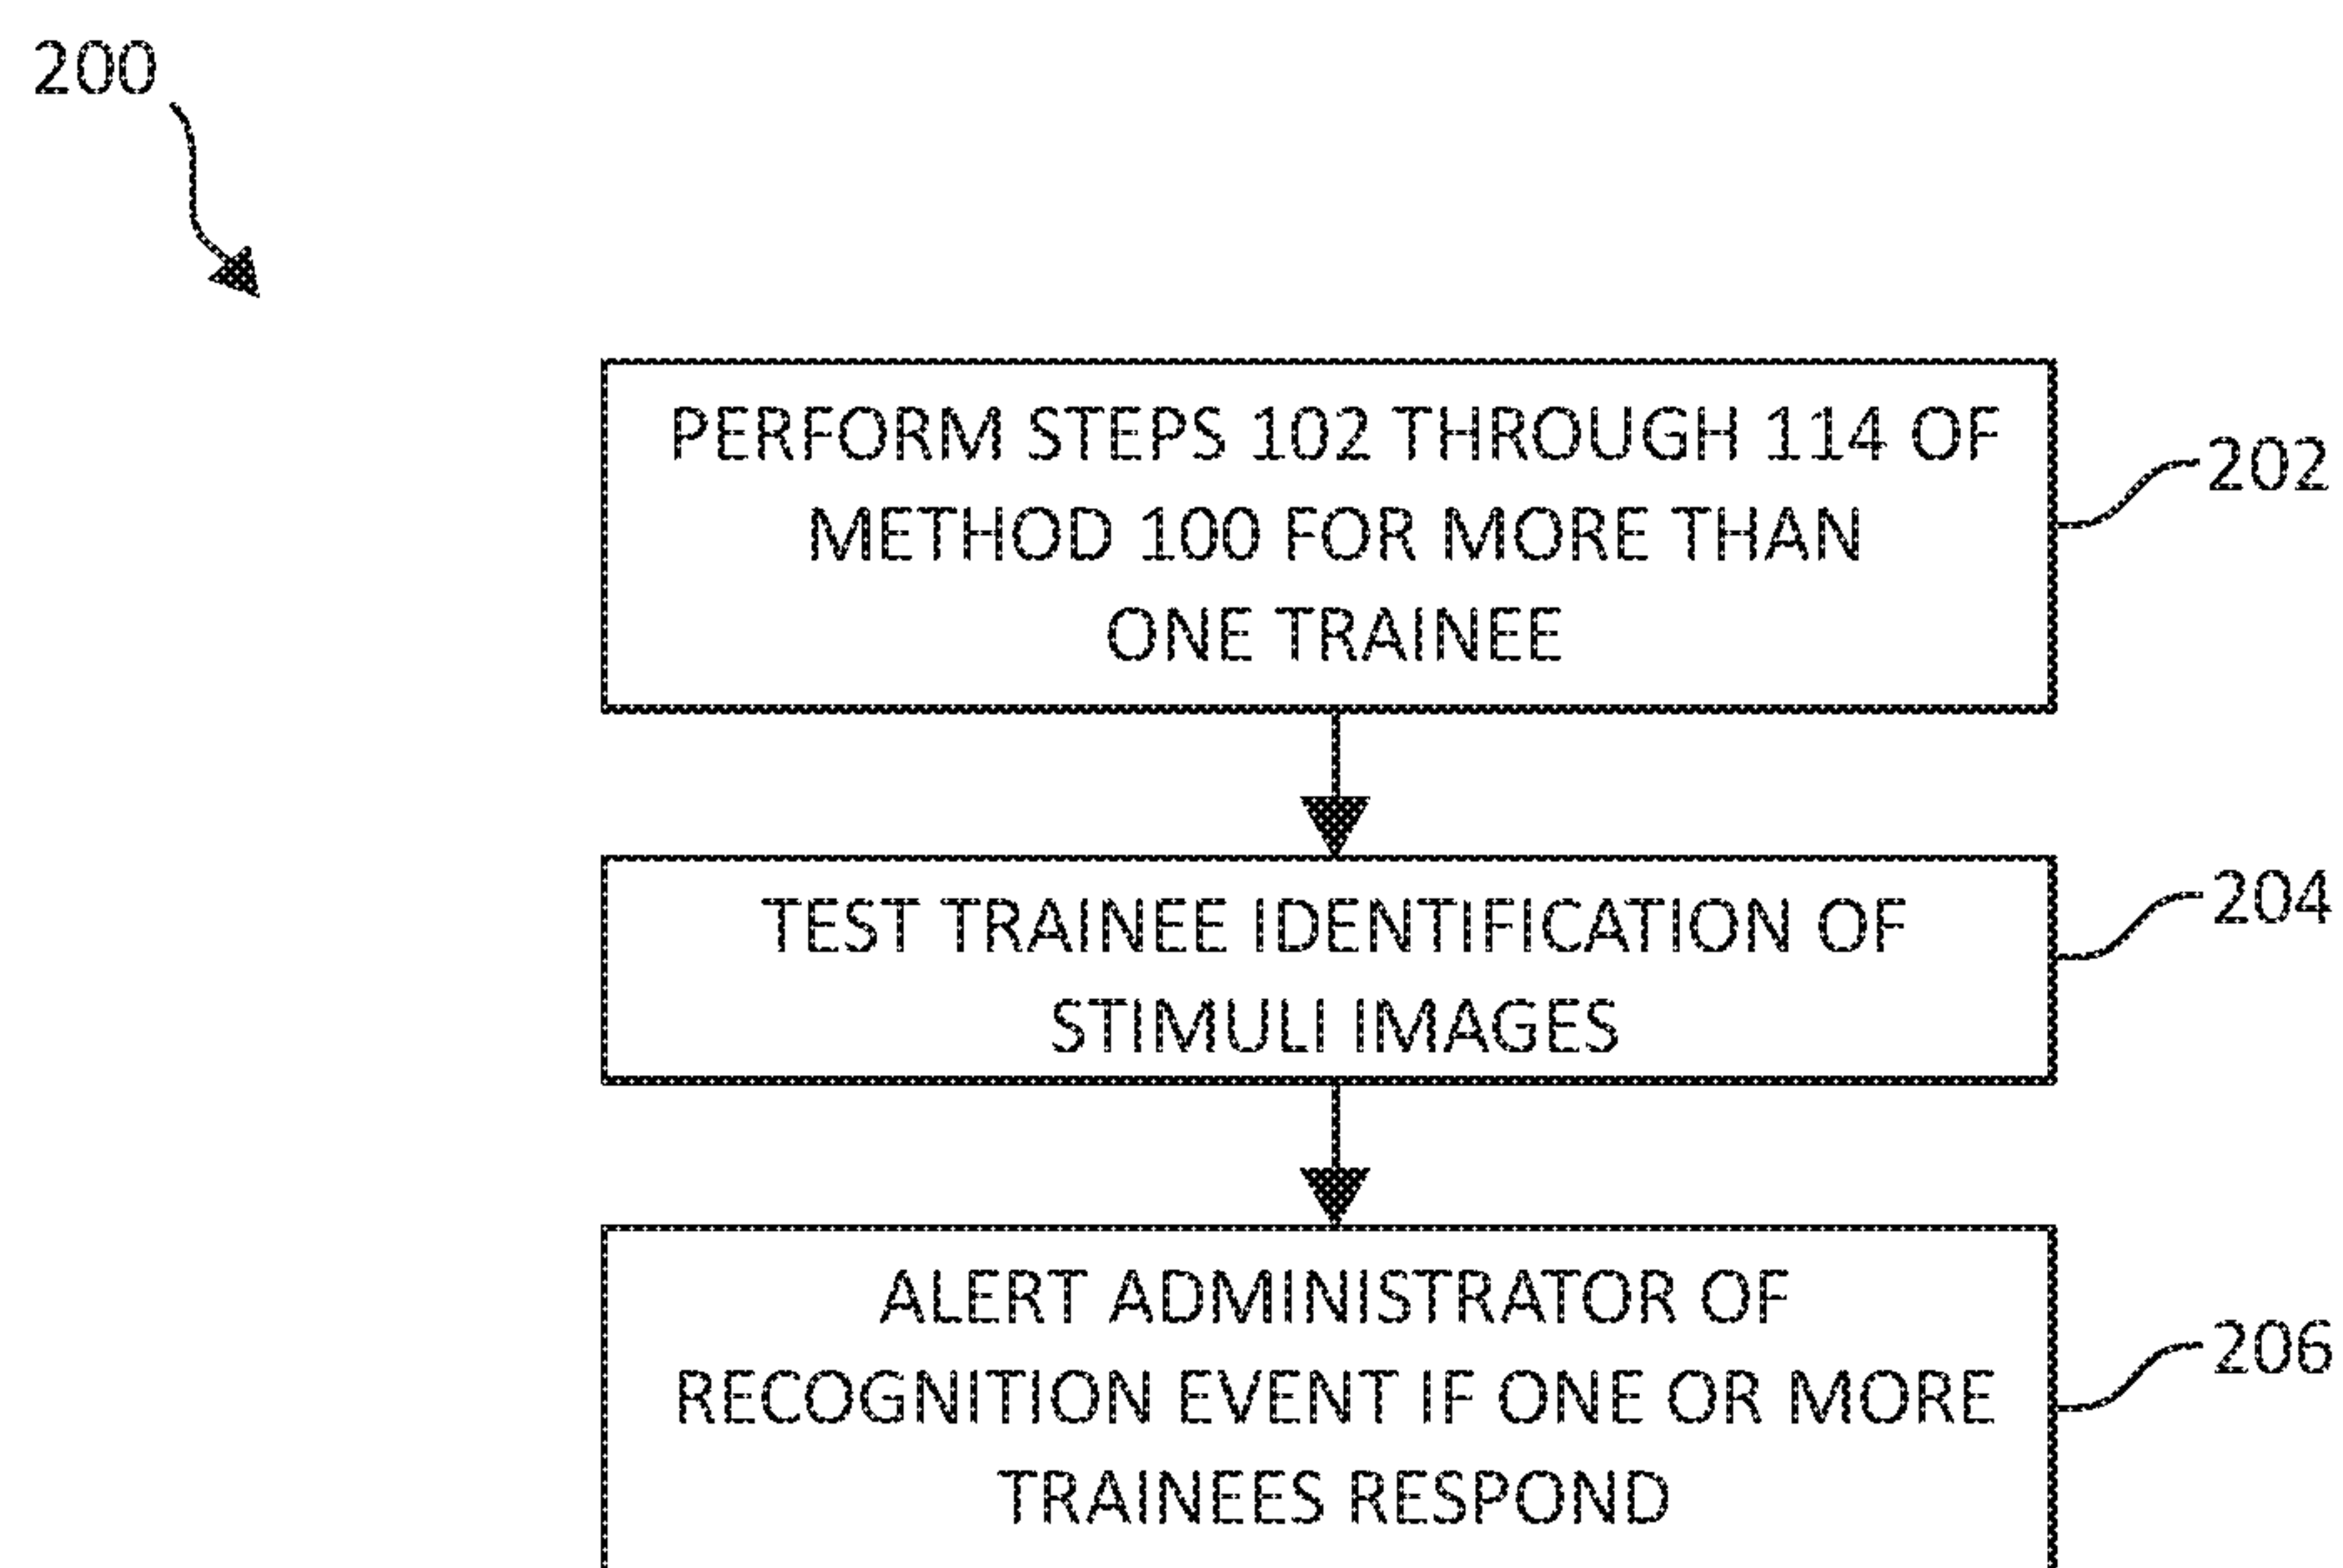 200
PERFORM STEPS 102 THROUGH 114 OF
METHOD 100 FOR MORE THAN
ONE TRAINEE
202
TEST TRAINEE IDENTIFICATION OF
STIMULI IMAGES
204
ALERT ADMINISTRATOR OF
RECOGNITION EVENT IF ONE OR MORE
TRAINEES RESPOND
206